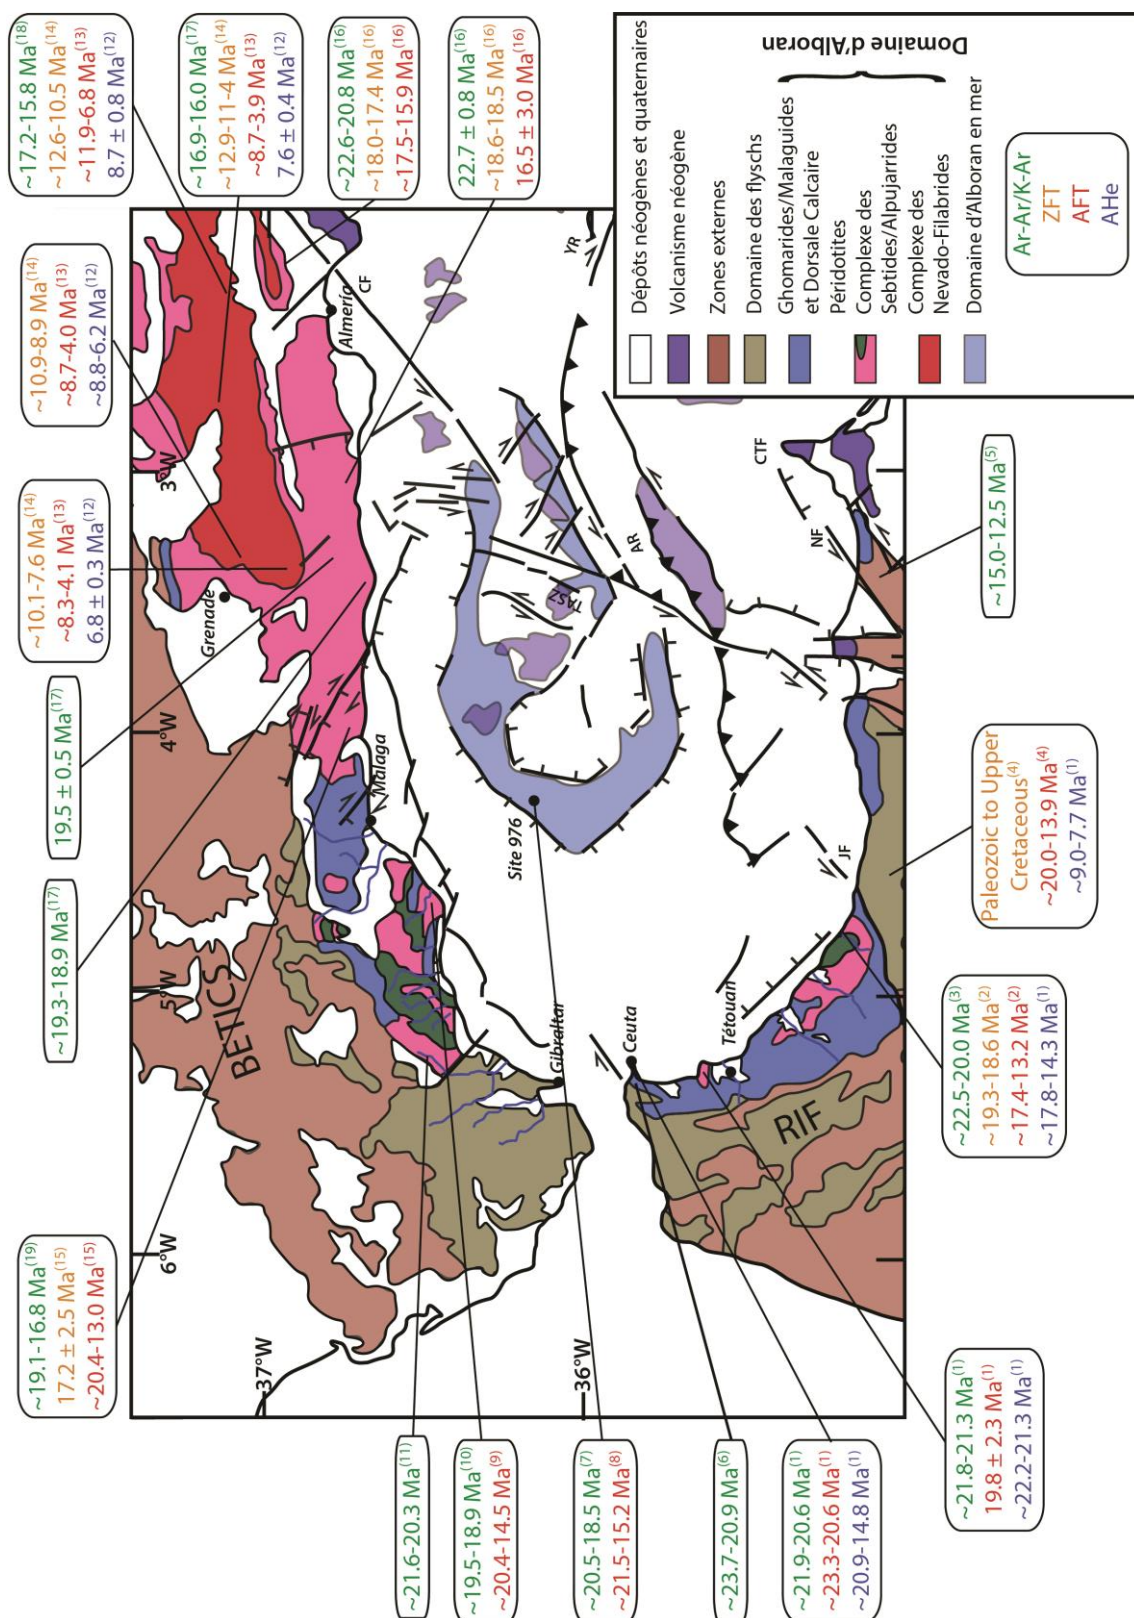 ~19.1-16.8 Ma(19)
17.2 ± 2.5 Ma(15)
~20.4-13.0 Ma(15)
~19.3-18.9 Ma(17)
19.5 ± 0.5 Ma(17)
~10.1-7.6 Ma(14)
~8.3-4.1 Ma(13)
6.8 ± 0.3 Ma(12)
~10.9-8.9 Ma(14)
~8.7-4.0 Ma(13)
~8.8-6.2 Ma(12)
~17.2-15.8 Ma(18)
~12.6-10.5 Ma(14)
~11.9-6.8 Ma(13)
8.7 ± 0.8 Ma(12)
~16.9-16.0 Ma(17)
~12.9-11-4 Ma(14)
~8.7-3.9 Ma(13)
7.6 ± 0.4 Ma(12)
~22.6-20.8 Ma(16)
~18.0-17.4 Ma(16)
~17.5-15.9 Ma(16)
22.7 ± 0.8 Ma(16)
~18.6-18.5 Ma(16)
16.5 ± 3.0 Ma(16)
6°W
5°W
4°W
3°W
37°W
36°W
BETICS
Grenade
Almería
CF
Malaga
Gibraltar
Site 976
TASZ
AR
YR
Ceuta
Tétouan
RIF
JF
NF
CTF
~21.6-20.3 Ma(11)
~19.5-18.9 Ma(10)
~20.4-14.5 Ma(9)
~20.5-18.5 Ma(7)
~21.5-15.2 Ma(8)
~23.7-20.9 Ma(6)
~21.9-20.6 Ma(1)
~23.3-20.6 Ma(1)
~20.9-14.8 Ma(1)
~21.8-21.3 Ma(1)
19.8 ± 2.3 Ma(1)
~22.2-21.3 Ma(1)
~22.5-20.0 Ma(3)
~19.3-18.6 Ma(2)
~17.4-13.2 Ma(2)
~17.8-14.3 Ma(1)
Paleozoic to Upper
Cretaceous(4)
~20.0-13.9 Ma(4)
~9.0-7.7 Ma(1)
~15.0-12.5 Ma(5)
Dépôts néogènes et quaternaires
Volcanisme néogène
Zones externes
Domaine des flyschs
Ghomarides/Malaguides
et Dorsale Calcaire
Péridotites
Complexe des
Sebtides/Alpujarrides
Complexe des
Nevado-Filabrides
Domaine d'Alboran en mer
Domaine d'Alboran
Ar-Ar/K-Ar
ZFT
AFT
AHe